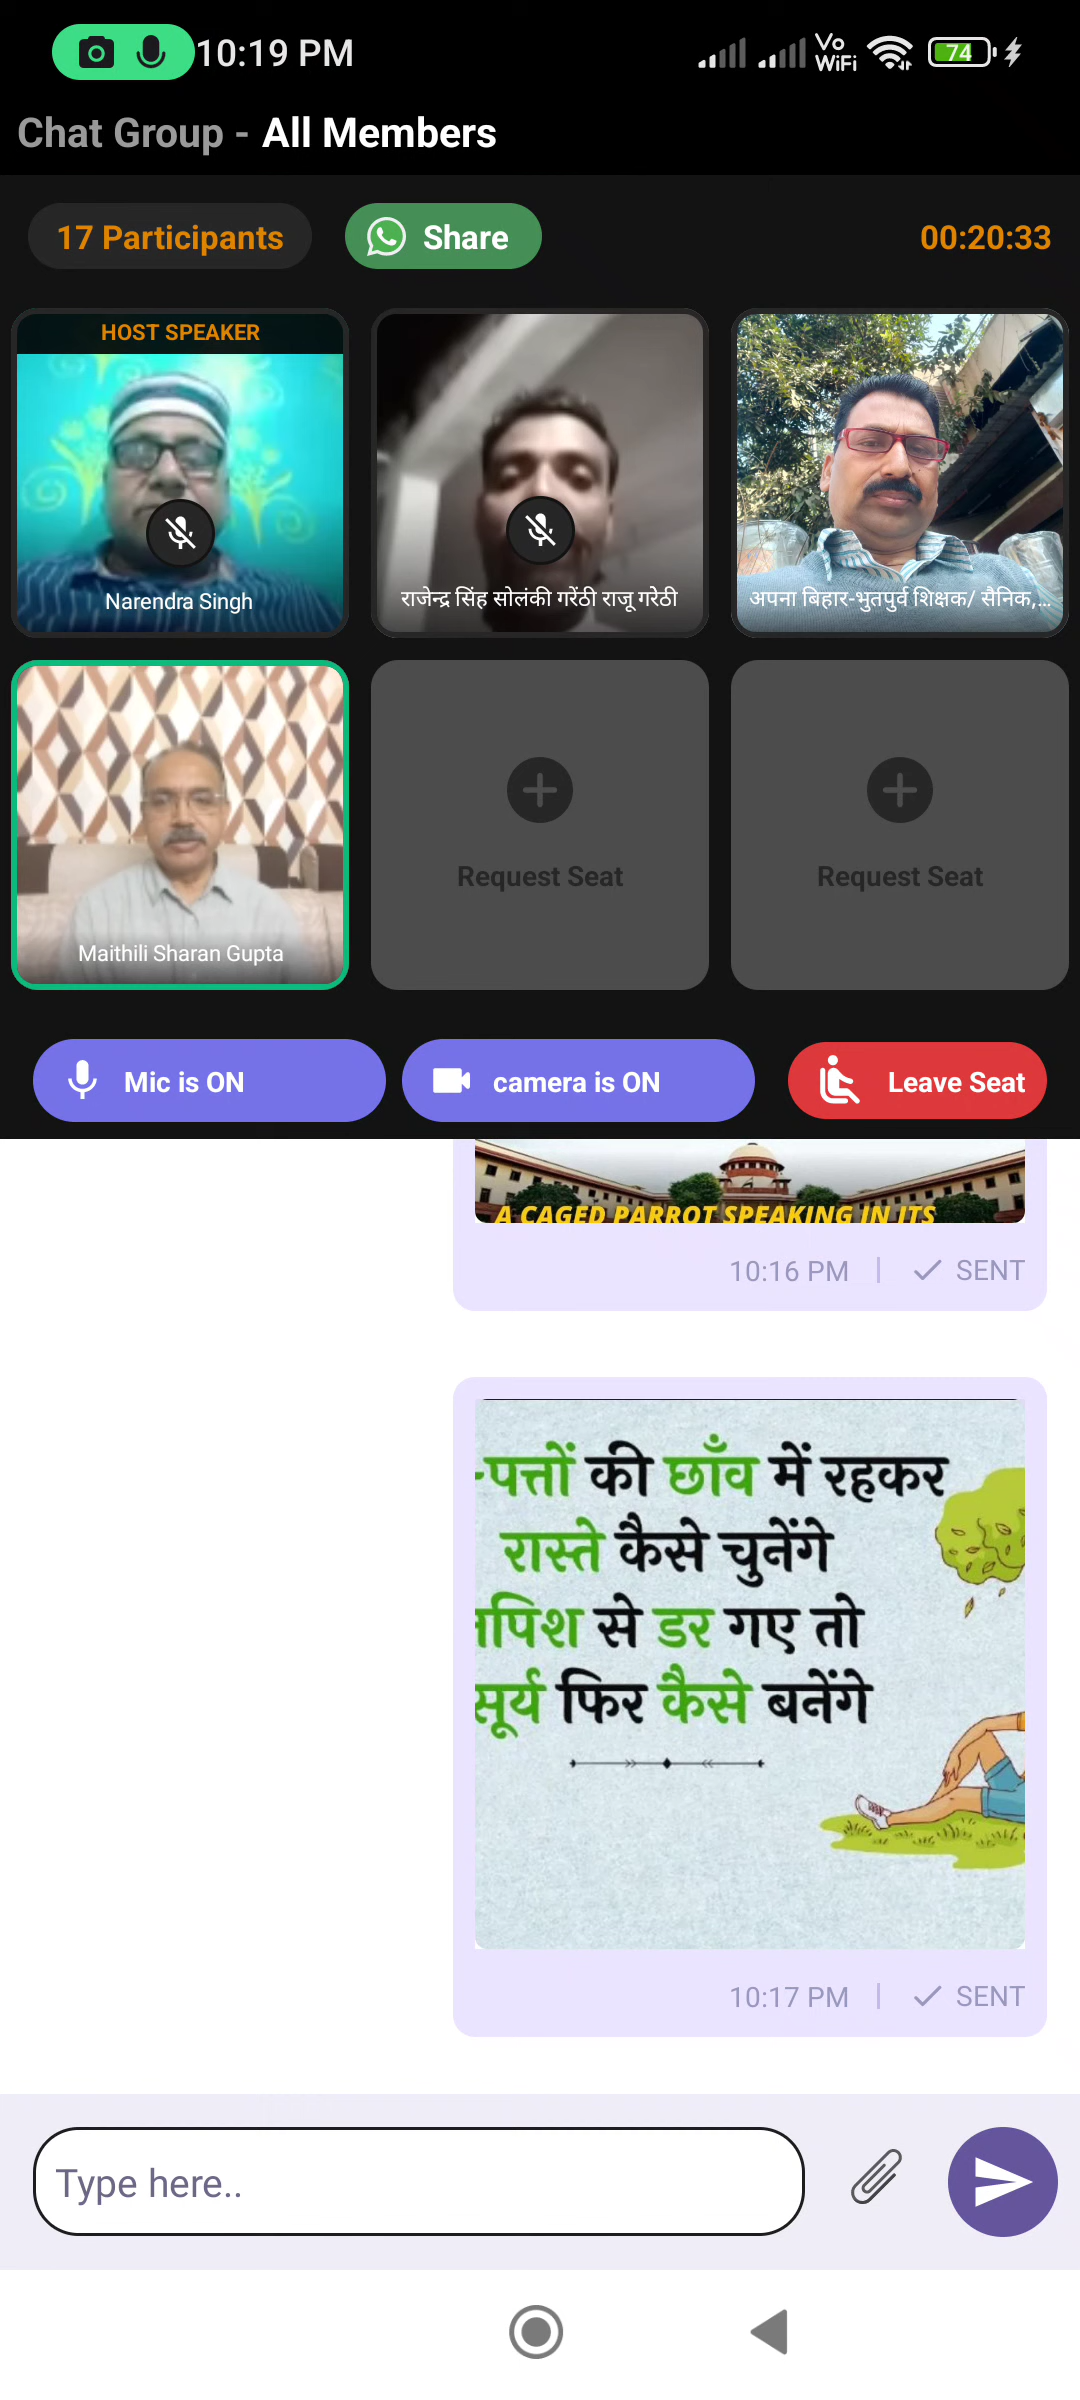 10:19 PM
Vo
WiFi
74
Chat Group - All Members
17 Participants
Share
00:20:33
HOST SPEAKER
Narendra Singh
राजेन्द्र सिंह सोलंकी गरेंठी राजू गरेठी
अपना बिहार-भुतपुर्व शिक्षक/ सैनिक,...
Maithili Sharan Gupta
Request Seat
Request Seat
Mic is ON
camera is ON
Leave Seat
A CAGED PARROT SPEAKING IN ITS
10:16 PM
SENT
-पत्तों की छाँव में रहकर
रास्ते कैसे चुनेंगे
पिश से डर गए तो
सूर्य फिर कैसे बनेंगे
10:17 PM
SENT
Type here..